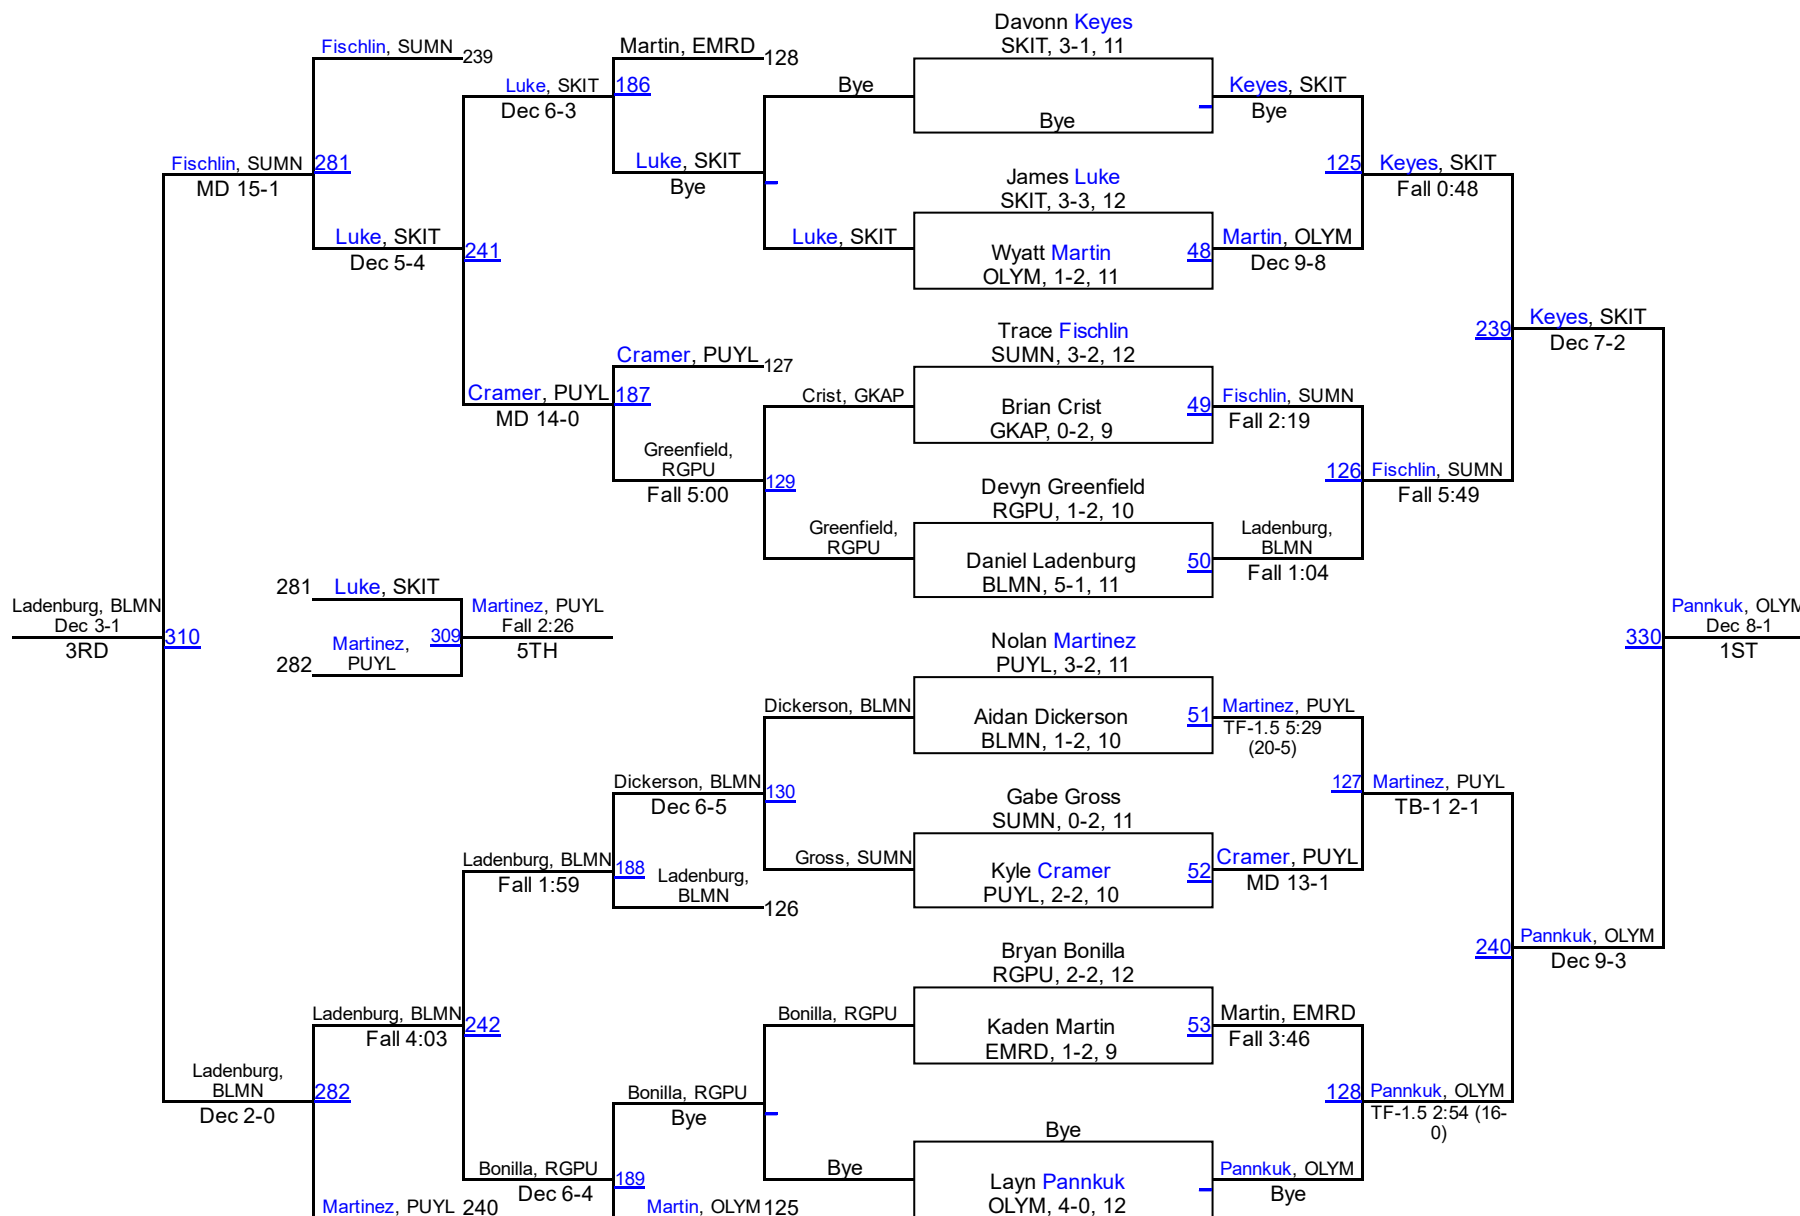 Davonn Keyes
SKIT, 3-1, 11
Fischlin, SUMN
239
Martin, EMRD
128
Luke, SKIT
186
Dec 6-3
Bye
Keyes, SKIT
Bye
Bye
Fischlin, SUMN
281
MD 15-1
Luke, SKIT
Bye
James Luke
SKIT, 3-3, 12
125
Keyes, SKIT
Fall 0:48
Luke, SKIT
241
Dec 5-4
Luke, SKIT
Wyatt Martin
OLYM, 1-2, 11
48
Martin, OLYM
Dec 9-8
Trace Fischlin
SUMN, 3-2, 12
239
Keyes, SKIT
Dec 7-2
Cramer, PUYL
127
Cramer, PUYL
187
MD 14-0
Crist, GKAP
Brian Crist
GKAP, 0-2, 9
49
Fischlin, SUMN
Fall 2:19
Greenfield,
RGPU
Fall 5:00
129
Devyn Greenfield
RGPU, 1-2, 10
126
Fischlin, SUMN
Fall 5:49
Greenfield,
RGPU
Daniel Ladenburg
BLMN, 5-1, 11
50
Ladenburg,
BLMN
Fall 1:04
281
Luke, SKIT
Ladenburg, BLMN
Dec 3-1
3RD
310
Martinez,
PUYL
282
309
Martinez, PUYL
Fall 2:26
5TH
Nolan Martinez
PUYL, 3-2, 11
330
Pannkuk, OLYM
Dec 8-1
1ST
Dickerson, BLMN
Aidan Dickerson
BLMN, 1-2, 10
51
Martinez, PUYL
TF-1.5 5:29
(20-5)
Dickerson, BLMN
Dec 6-5
130
Gabe Gross
SUMN, 0-2, 11
127
Martinez, PUYL
TB-1 2-1
Ladenburg, BLMN
Fall 1:59
188
Ladenburg,
BLMN
126
Gross, SUMN
Kyle Cramer
PUYL, 2-2, 10
52
Cramer, PUYL
MD 13-1
Bryan Bonilla
RGPU, 2-2, 12
240
Pannkuk, OLYM
Dec 9-3
Ladenburg, BLMN
242
Fall 4:03
Bonilla, RGPU
Kaden Martin
EMRD, 1-2, 9
53
Martin, EMRD
Fall 3:46
Ladenburg,
BLMN
Dec 2-0
282
Bonilla, RGPU
Bye
Bye
128
Pannkuk, OLYM
TF-1.5 2:54 (16-
0)
Bonilla, RGPU
189
Dec 6-4
Bye
Layn Pannkuk
OLYM, 4-0, 12
Pannkuk, OLYM
Bye
Martinez, PUYL
240
Martin, OLYM
125